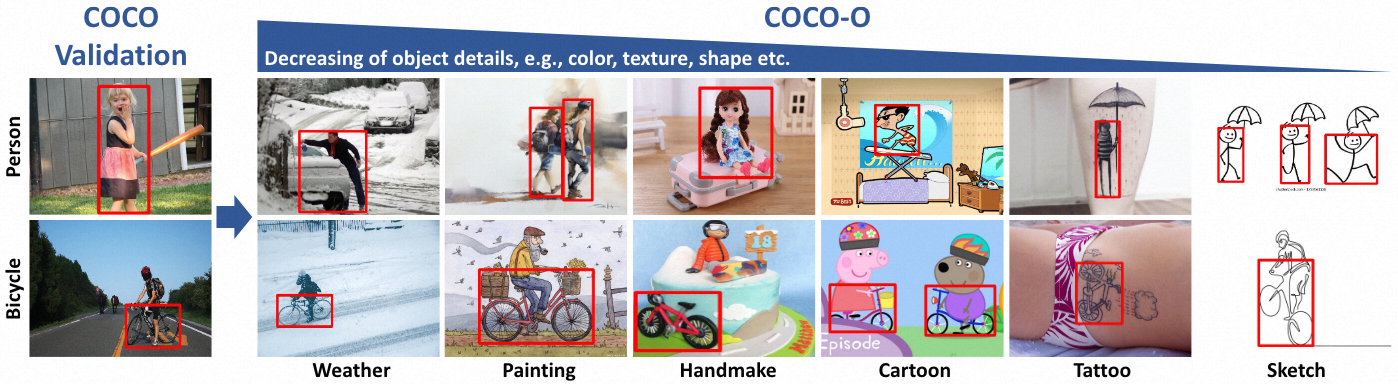 COCO
Validation
COCO-O
Decreasing of object details, e.g., color, texture, shape etc.
Person
Bicycle
18
Episode
Weather
Painting
Handmake
Cartoon
Tattoo
Sketch